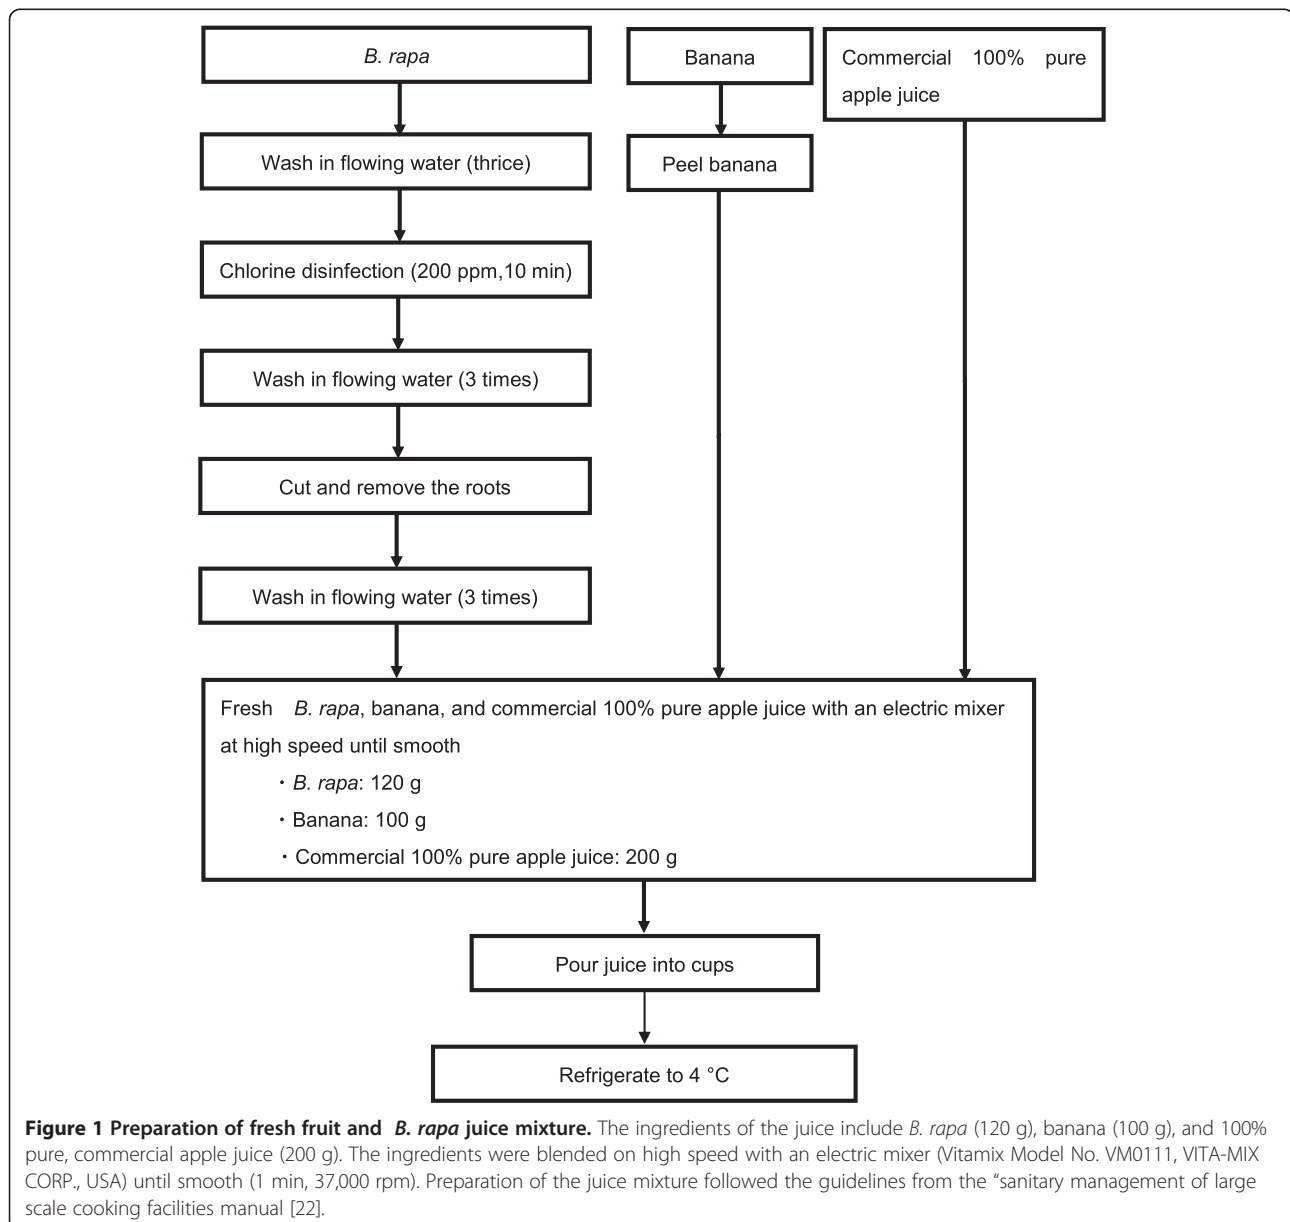 B. rapa
Banana
Commercial 100% pure
apple juice
Wash in flowing water (thrice)
Peel banana
Chlorine disinfection (200 ppm,10 min)
Wash in flowing water (3 times)
Cut and remove the roots
Wash in flowing water (3 times)
Fresh B. rapa, banana, and commercial 100% pure apple juice with an electric mixer
at high speed until smooth
・B. rapa: 120 g
・Banana: 100 g
・Commercial 100% pure apple juice: 200 g
Pour juice into cups
Refrigerate to 4 °C
Figure 1 Preparation of fresh fruit and B. rapa juice mixture. The ingredients of the juice include B. rapa (120 g), banana (100 g), and 100%
pure, commercial apple juice (200 g). The ingredients were blended on high speed with an electric mixer (Vitamix Model No. VM0111, VITA-MIX
CORP., USA) until smooth (1 min, 37,000 rpm). Preparation of the juice mixture followed the guidelines from the “sanitary management of large
scale cooking facilities manual [22].